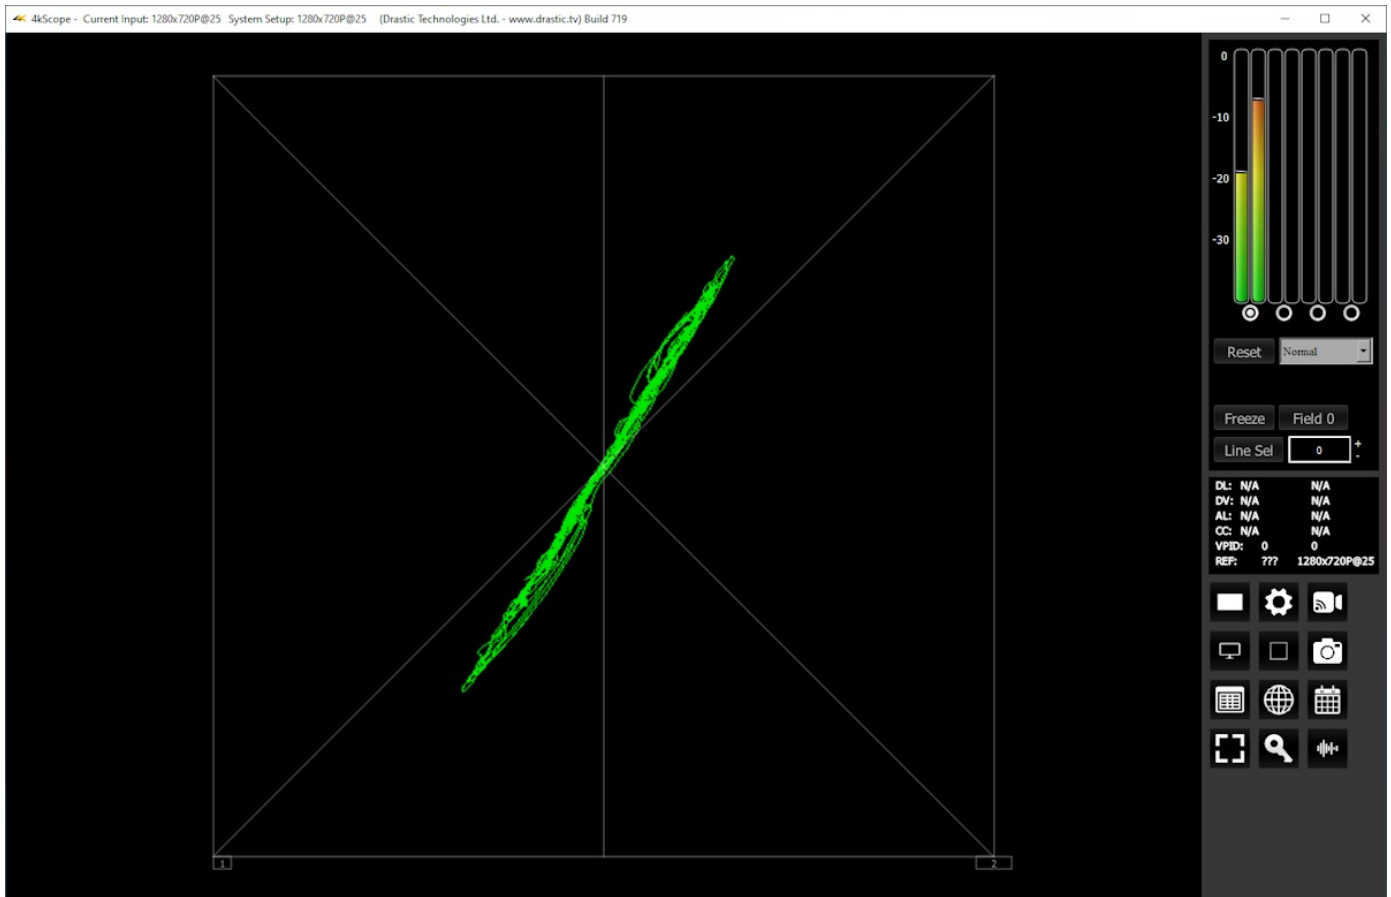 4kScope - Current Input: 1280x720P@25 System Setup: 1280x720P@25 (Drastic Technologies Ltd. - www.drastic.tv) Build 719
0
-10
-20
-30
Reset Normal
Freeze Field 0
Line Sel 0 + -
DL: N/A N/A
DV: N/A N/A
AL: N/A N/A
CC: N/A N/A
VPID: 0 0
REF: ??? 1280x720P@25
1 2